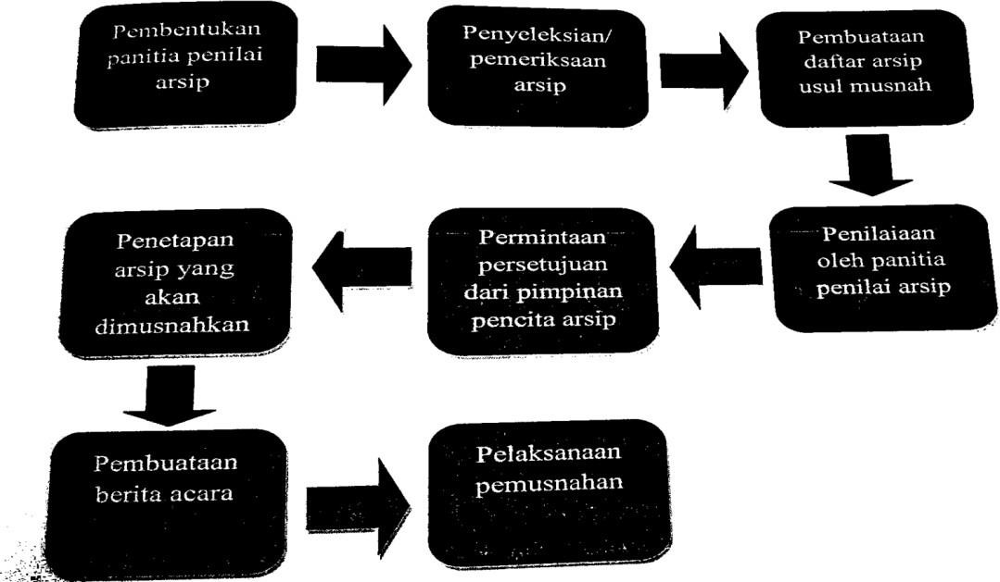 Pembentukan
panitia penilai
arsip
Penyeleksian/
pemeriksaan
arsip
Pembuataan
daftar arsip
usul musnah
Penilaiaan
oleh panitia
penilai arsip
Permintaan
persetujuan
dari pimpinan
pencita arsip
Penetapan
arsip yang
akan
dimusnahkan
Pembuataan
berita acara
Pelaksanaan
pemusnahan